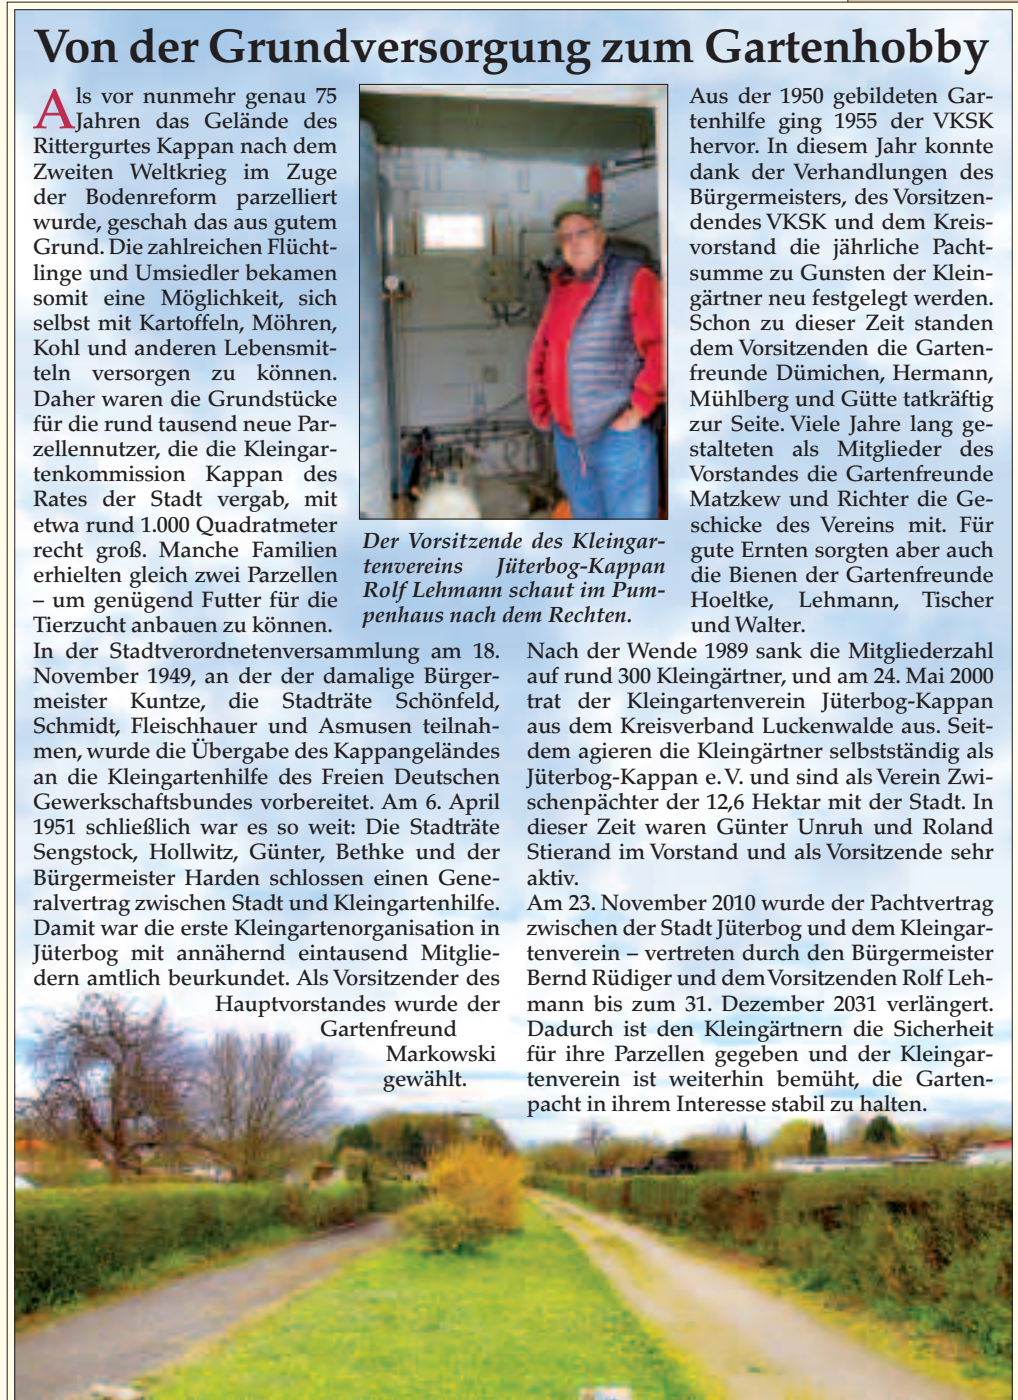 Von der Grundversorgung zum Gartenhobby
Als vor nunmehr genau 75
Jahren das Gelände des
Rittergurtes Kappan nach dem
Zweiten Weltkrieg im Zuge
der Bodenreform parzelliert
wurde, geschah das aus gutem
Grund. Die zahlreichen Flücht-
linge und Umsiedler bekamen
somit eine Möglichkeit, sich
selbst mit Kartoffeln, Möhren,
Kohl und anderen Lebensmit-
teln versorgen zu können.
Daher waren die Grundstücke
für die rund tausend neue Par-
zellennutzer, die die Kleingar-
tenkommission Kappan des
Rates der Stadt vergab, mit
etwa rund 1.000 Quadratmeter
recht groß. Manche Familien
erhielten gleich zwei Parzellen
– um genügend Futter für die
Tierzucht anbauen zu können.
In der Stadtverordnetenversammlung am 18.
November 1949, an der der damalige Bürger-
meister Kuntze, die Stadträte Schönfeld,
Schmidt, Fleischhauer und Asmusen teilnah-
men, wurde die Übergabe des Kappangeländes
an die Kleingartenhilfe des Freien Deutschen
Gewerkschaftsbundes vorbereitet. Am 6. April
1951 schließlich war es so weit: Die Stadträte
Sengstock, Hollwitz, Günter, Bethke und der
Bürgermeister Harden schlossen einen Gene-
ralvertrag zwischen Stadt und Kleingartenhilfe.
Damit war die erste Kleingartenorganisation in
Jüterbog mit annähernd eintausend Mitglie-
dern amtlich beurkundet. Als Vorsitzender des
Hauptvorstandes wurde der
Gartenfreund
Markowski
gewählt.
Der Vorsitzende des Kleingar-
tenvereins Jüterbog-Kappan
Rolf Lehmann schaut im Pum-
penhaus nach dem Rechten.
Aus der 1950 gebildeten Gar-
tenhilfe ging 1955 der VKSK
hervor. In diesem Jahr konnte
dank der Verhandlungen des
Bürgermeisters, des Vorsitzen-
dendes VKSK und dem Kreis-
vorstand die jährliche Pacht-
summe zu Gunsten der Klein-
gärtner neu festgelegt werden.
Schon zu dieser Zeit standen
dem Vorsitzenden die Garten-
freunde Dümichen, Hermann,
Mühlberg und Gütte tatkräftig
zur Seite. Viele Jahre lang ge-
stalteten als Mitglieder des
Vorstandes die Gartenfreunde
Matzkew und Richter die Ge-
schicke des Vereins mit. Für
gute Ernten sorgten aber auch
die Bienen der Gartenfreunde
Hoeltke, Lehmann, Tischer
und Walter.
Nach der Wende 1989 sank die Mitgliederzahl
auf rund 300 Kleingärtner, und am 24. Mai 2000
trat der Kleingartenverein Jüterbog-Kappan
aus dem Kreisverband Luckenwalde aus. Seit-
dem agieren die Kleingärtner selbstständig als
Jüterbog-Kappan e. V. und sind als Verein Zwi-
schenpächter der 12,6 Hektar mit der Stadt. In
dieser Zeit waren Günter Unruh und Roland
Stierand im Vorstand und als Vorsitzende sehr
aktiv.
Am 23. November 2010 wurde der Pachtvertrag
zwischen der Stadt Jüterbog und dem Kleingar-
tenverein – vertreten durch den Bürgermeister
Bernd Rüdiger und dem Vorsitzenden Rolf Leh-
mann bis zum 31. Dezember 2031 verlängert.
Dadurch ist den Kleingärtnern die Sicherheit
für ihre Parzellen gegeben und der Kleingar-
tenverein ist weiterhin bemüht, die Garten-
pacht in ihrem Interesse stabil zu halten.